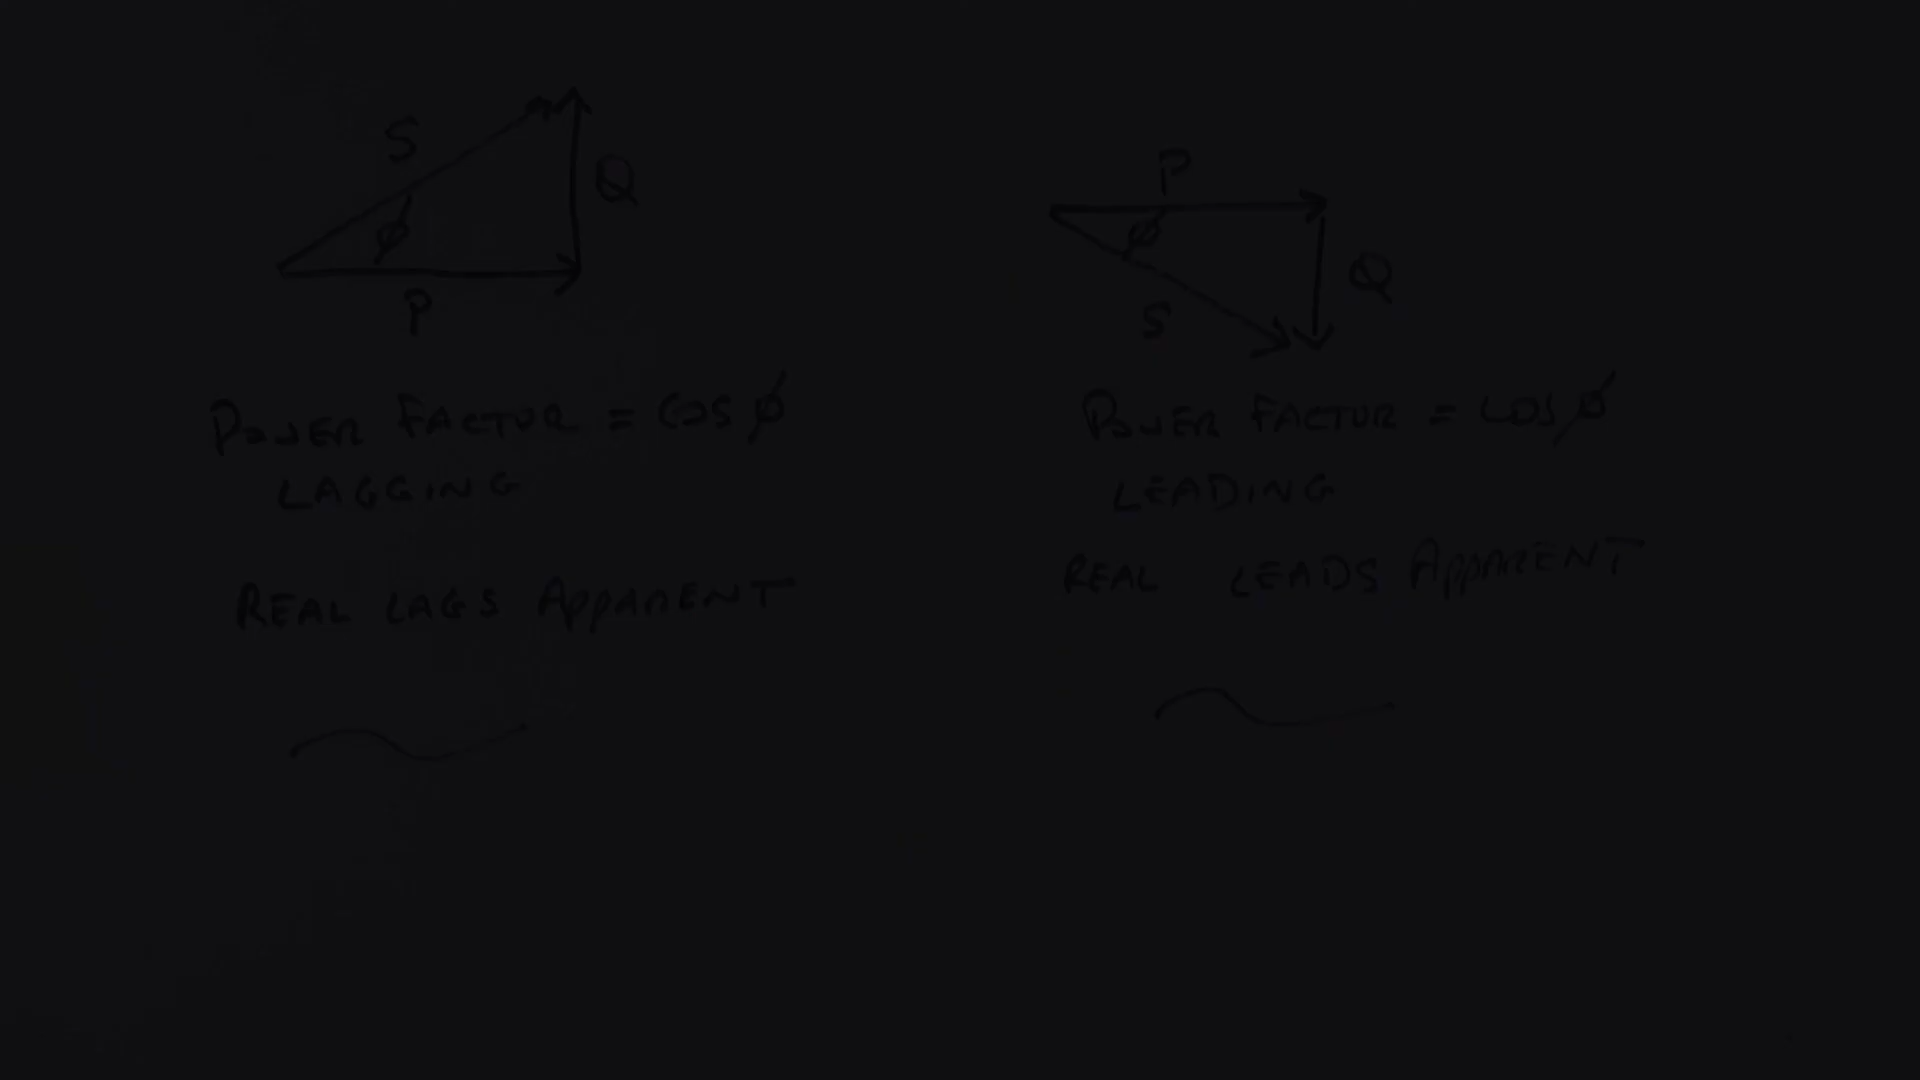 S
Q
ø
P
Power Factor = Cos ø
LAGGING
REAL LAGS APPARENT
P
ø
Q
S
Power Factor = Cos ø
LEADING
REAL LEADS APPARENT